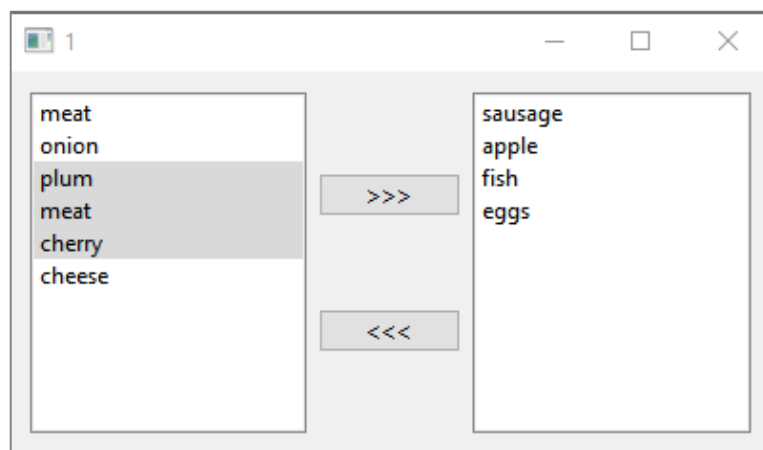 1
meat
onion
plum
meat
cherry
cheese
>>>
<<<
sausage
apple
fish
eggs